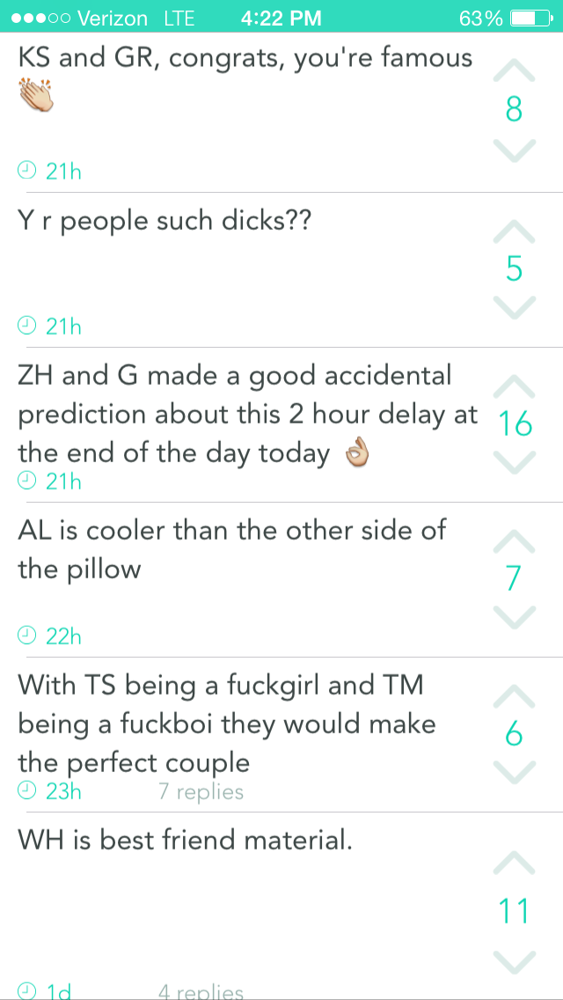 Verizon LTE 4:22 PM 63%
KS and GR, congrats, you're famous
👏
8
21h
Y r people such dicks??
5
21h
ZH and G made a good accidental
prediction about this 2 hour delay at
the end of the day today 👌
16
21h
AL is cooler than the other side of
the pillow
7
22h
With TS being a fuckgirl and TM
being a fuckboi they would make
the perfect couple
6
23h 7 replies
WH is best friend material.
11
1d 4 replies